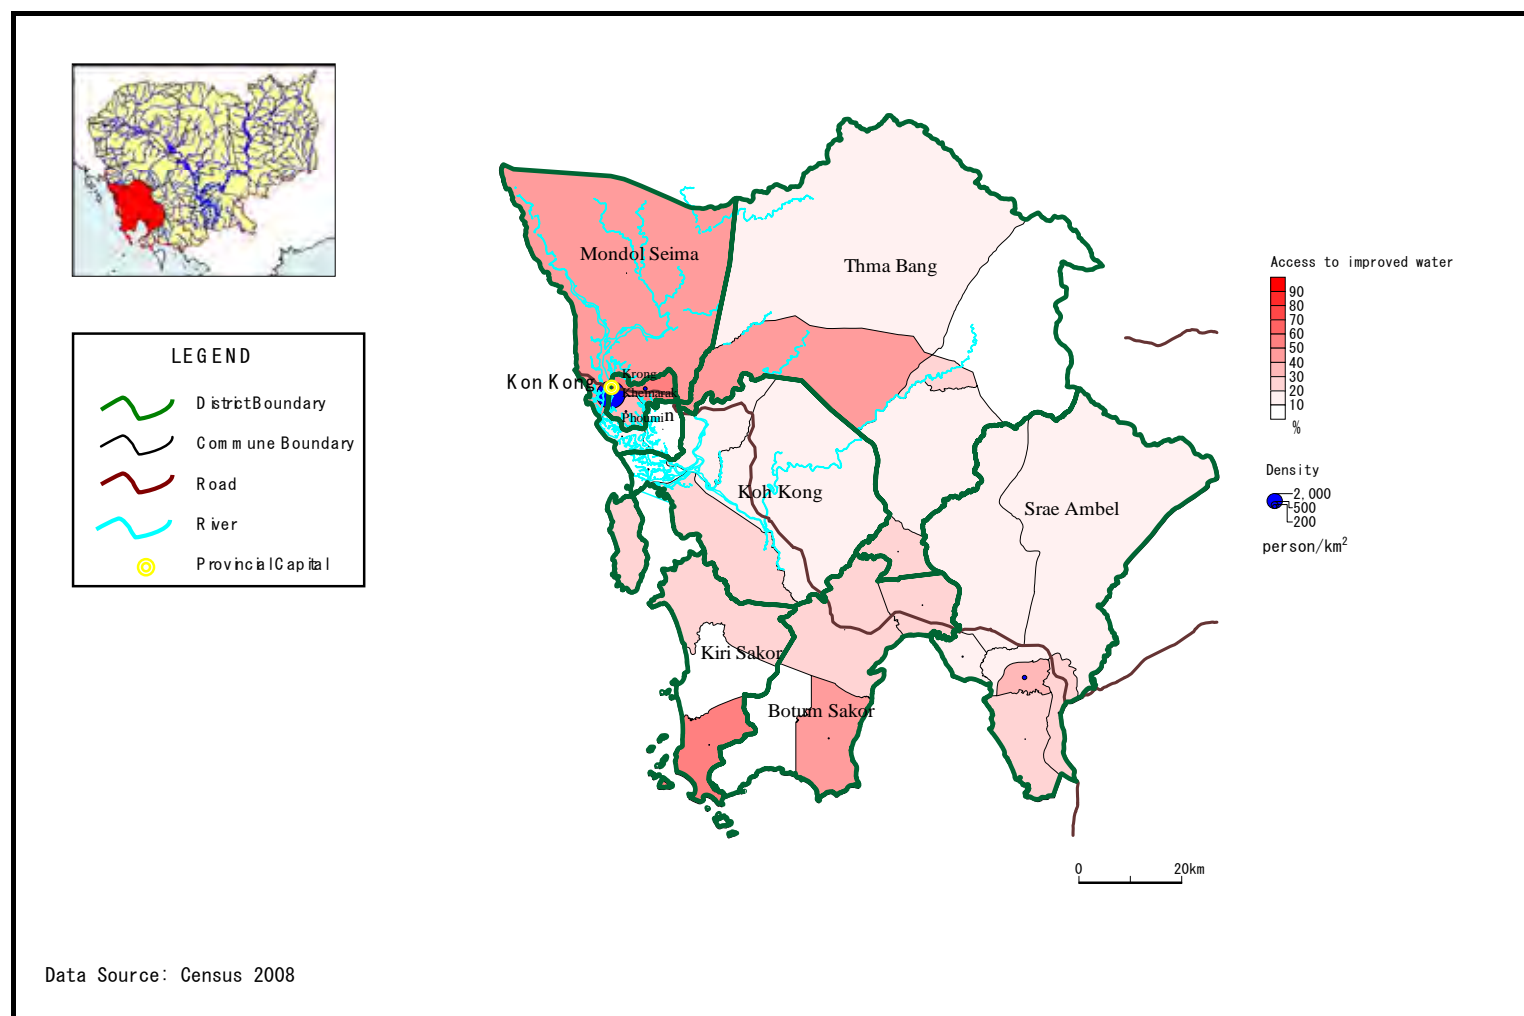 LEGEND
District Boundary
Commune Boundary
Road
River
Provincial Capital
Mondol Seima
Thma Bang
Kon Kong
Krong
Khemarak
Phoumin
Koh Kong
Srae Ambel
Kiri Sakor
Botum Sakor
Access to improved water
90
80
70
60
50
40
30
20
10
%
Density
2,000
500
200
person/km²
0 20km
Data Source: Census 2008